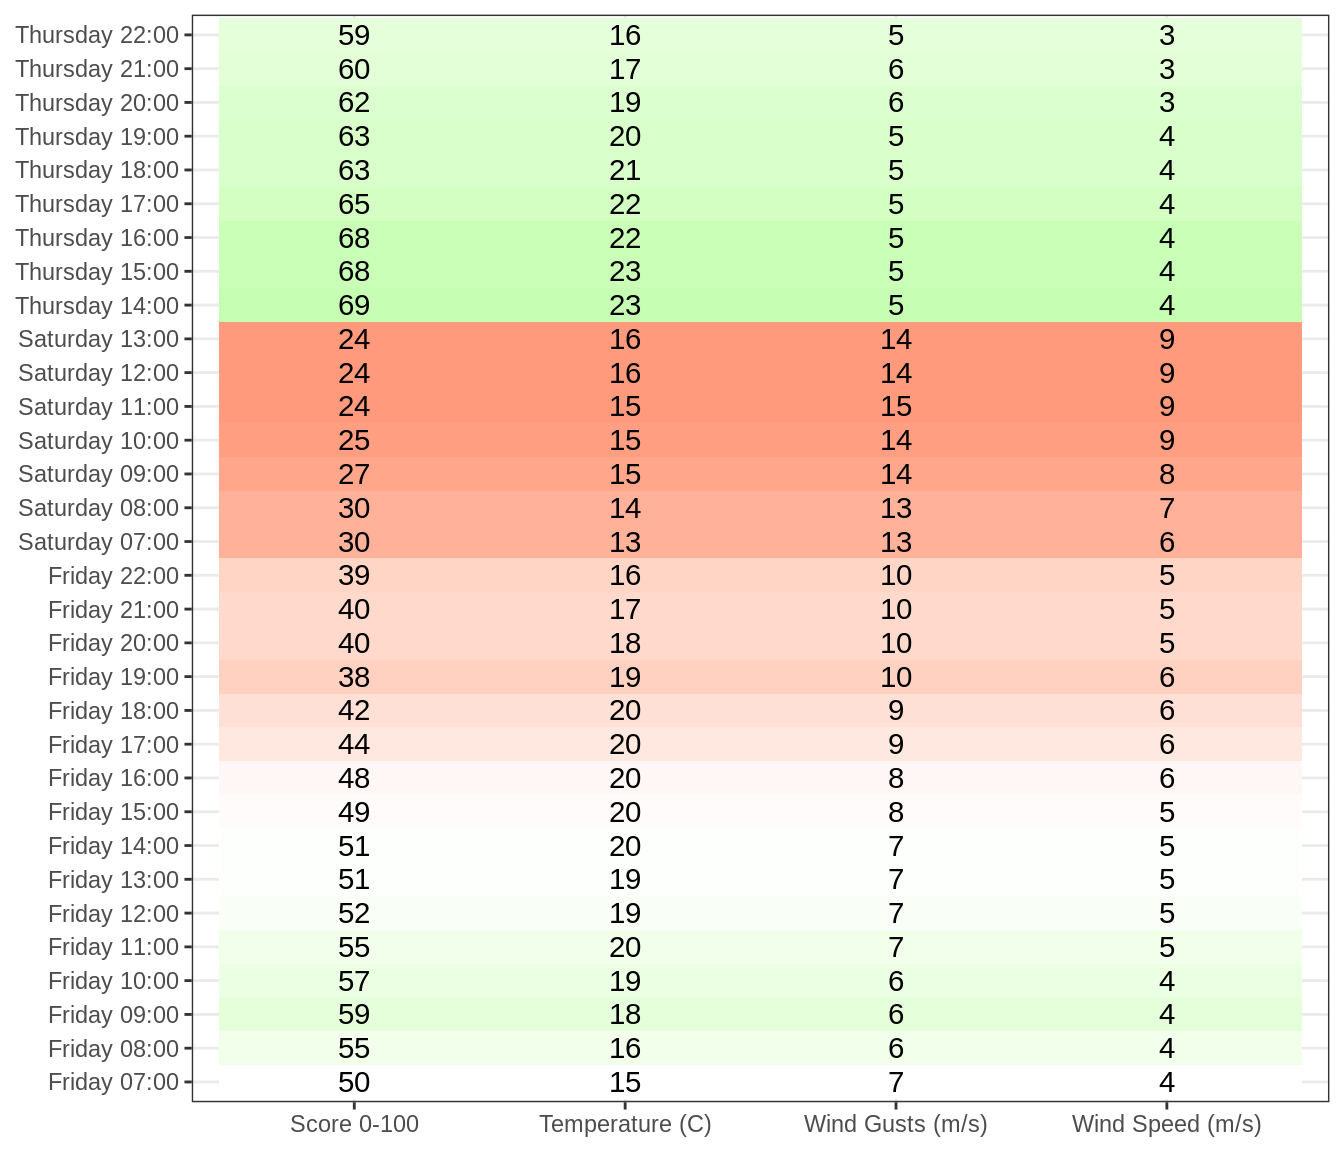 Thursday 22:00 59 16 5 3
Thursday 21:00 60 17 6 3
Thursday 20:00 62 19 6 3
Thursday 19:00 63 20 5 4
Thursday 18:00 63 21 5 4
Thursday 17:00 65 22 5 4
Thursday 16:00 68 22 5 4
Thursday 15:00 68 23 5 4
Thursday 14:00 69 23 5 4
Saturday 13:00 24 16 14 9
Saturday 12:00 24 16 14 9
Saturday 11:00 24 15 15 9
Saturday 10:00 25 15 14 9
Saturday 09:00 27 15 14 8
Saturday 08:00 30 14 13 7
Saturday 07:00 30 13 13 6
Friday 22:00 39 16 10 5
Friday 21:00 40 17 10 5
Friday 20:00 40 18 10 5
Friday 19:00 38 19 10 6
Friday 18:00 42 20 9 6
Friday 17:00 44 20 9 6
Friday 16:00 48 20 8 6
Friday 15:00 49 20 8 5
Friday 14:00 51 20 7 5
Friday 13:00 51 19 7 5
Friday 12:00 52 19 7 5
Friday 11:00 55 20 7 5
Friday 10:00 57 19 6 4
Friday 09:00 59 18 6 4
Friday 08:00 55 16 6 4
Friday 07:00 50 15 7 4
Score 0-100 Temperature (C) Wind Gusts (m/s) Wind Speed (m/s)